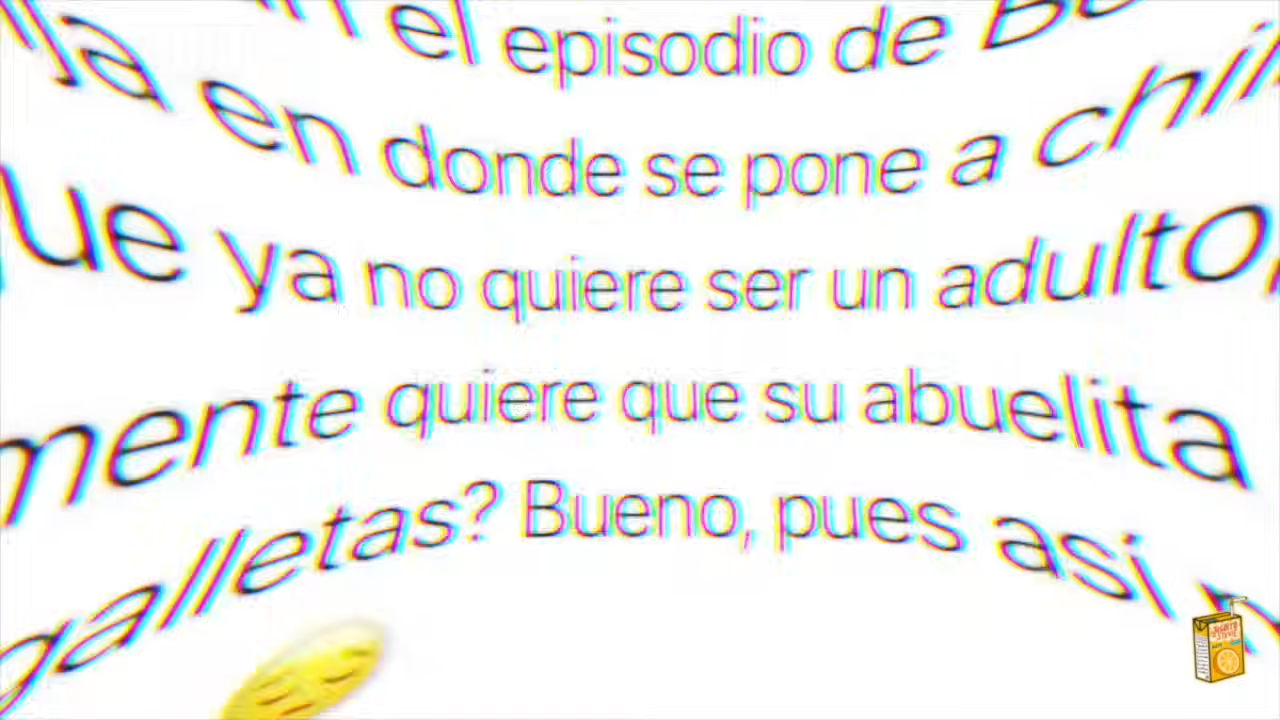 el episodio de
en donde se pone a
ya no quiere ser un adulto,
mente quiere que su abuelita
galletas? Bueno, pues asi